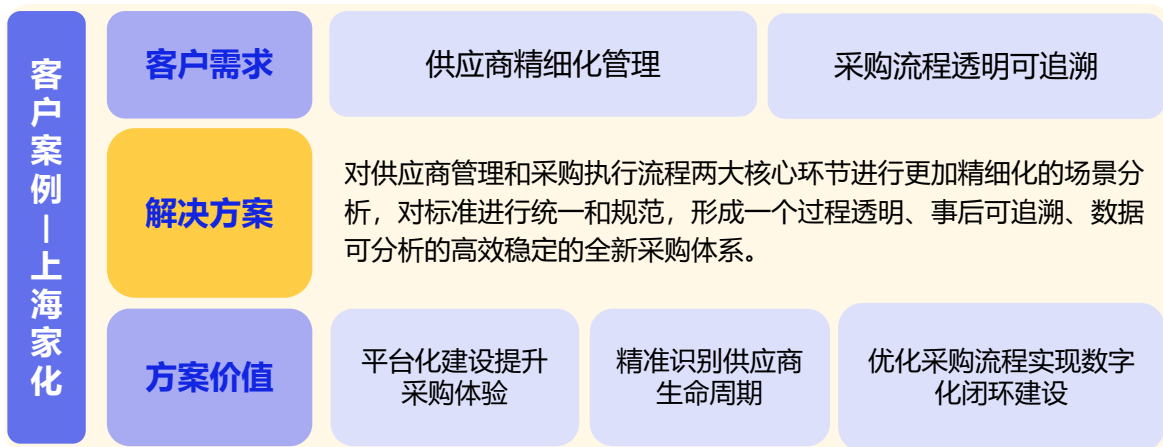 客户案例—上海家化
客户需求
供应商精细化管理
采购流程透明可追溯
解决方案
对供应商管理和采购执行流程两大核心环节进行更加精细化的场景分
析，对标准进行统一和规范，形成一个过程透明、事后可追溯、数据
可分析的高效稳定的全新采购体系。
方案价值
平台化建设提升
采购体验
精准识别供应商
生命周期
优化采购流程实现数字
化闭环建设